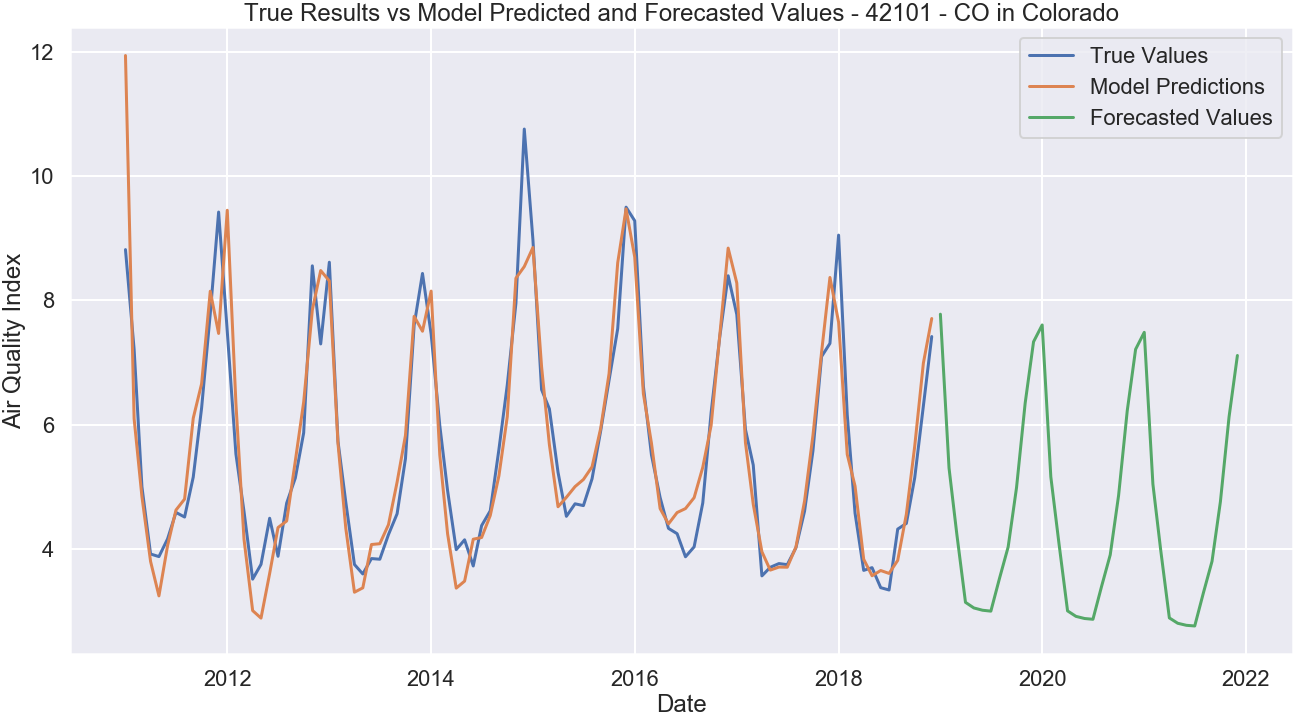 True Results vs Model Predicted and Forecasted Values - 42101 - CO in Colorado
True Values
Model Predictions
Forecasted Values
Air Quality Index
12
10
8
6
4
2012
2014
2016
2018
2020
2022
Date